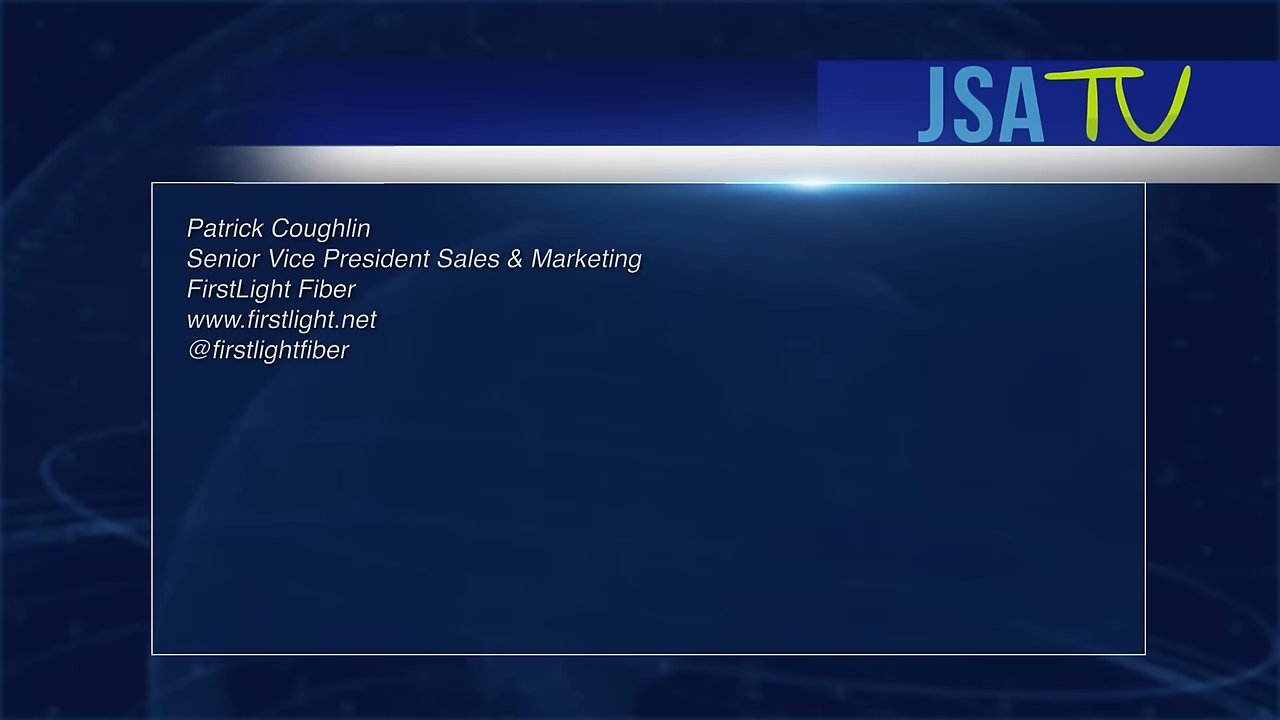 JSA TV
Patrick Coughlin
Senior Vice President Sales & Marketing
FirstLight Fiber
www.firstlight.net
@firstlightfiber